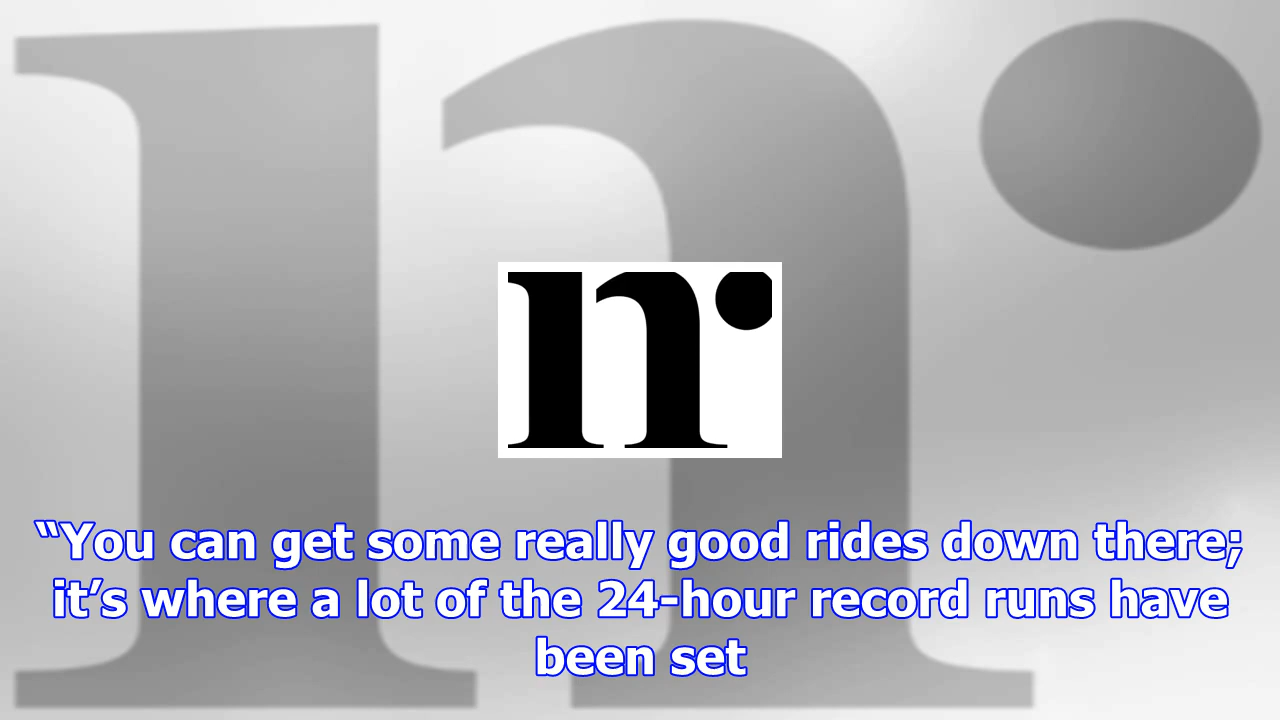 n
“You can get some really good rides down there;
it’s where a lot of the 24-hour record runs have
been set